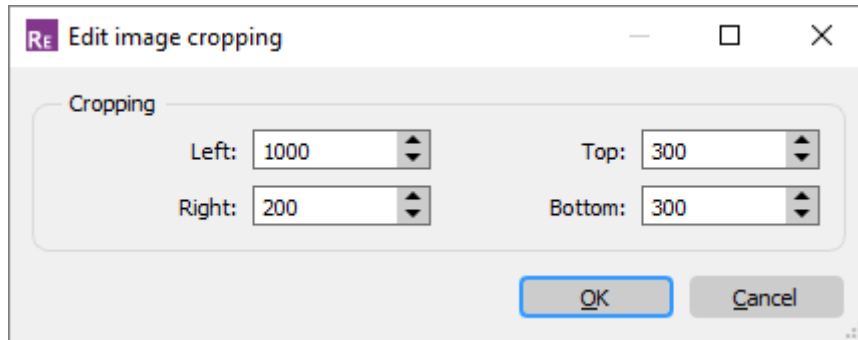 RE Edit image cropping
Cropping
Left: 1000 Top: 300
Right: 200 Bottom: 300
OK Cancel